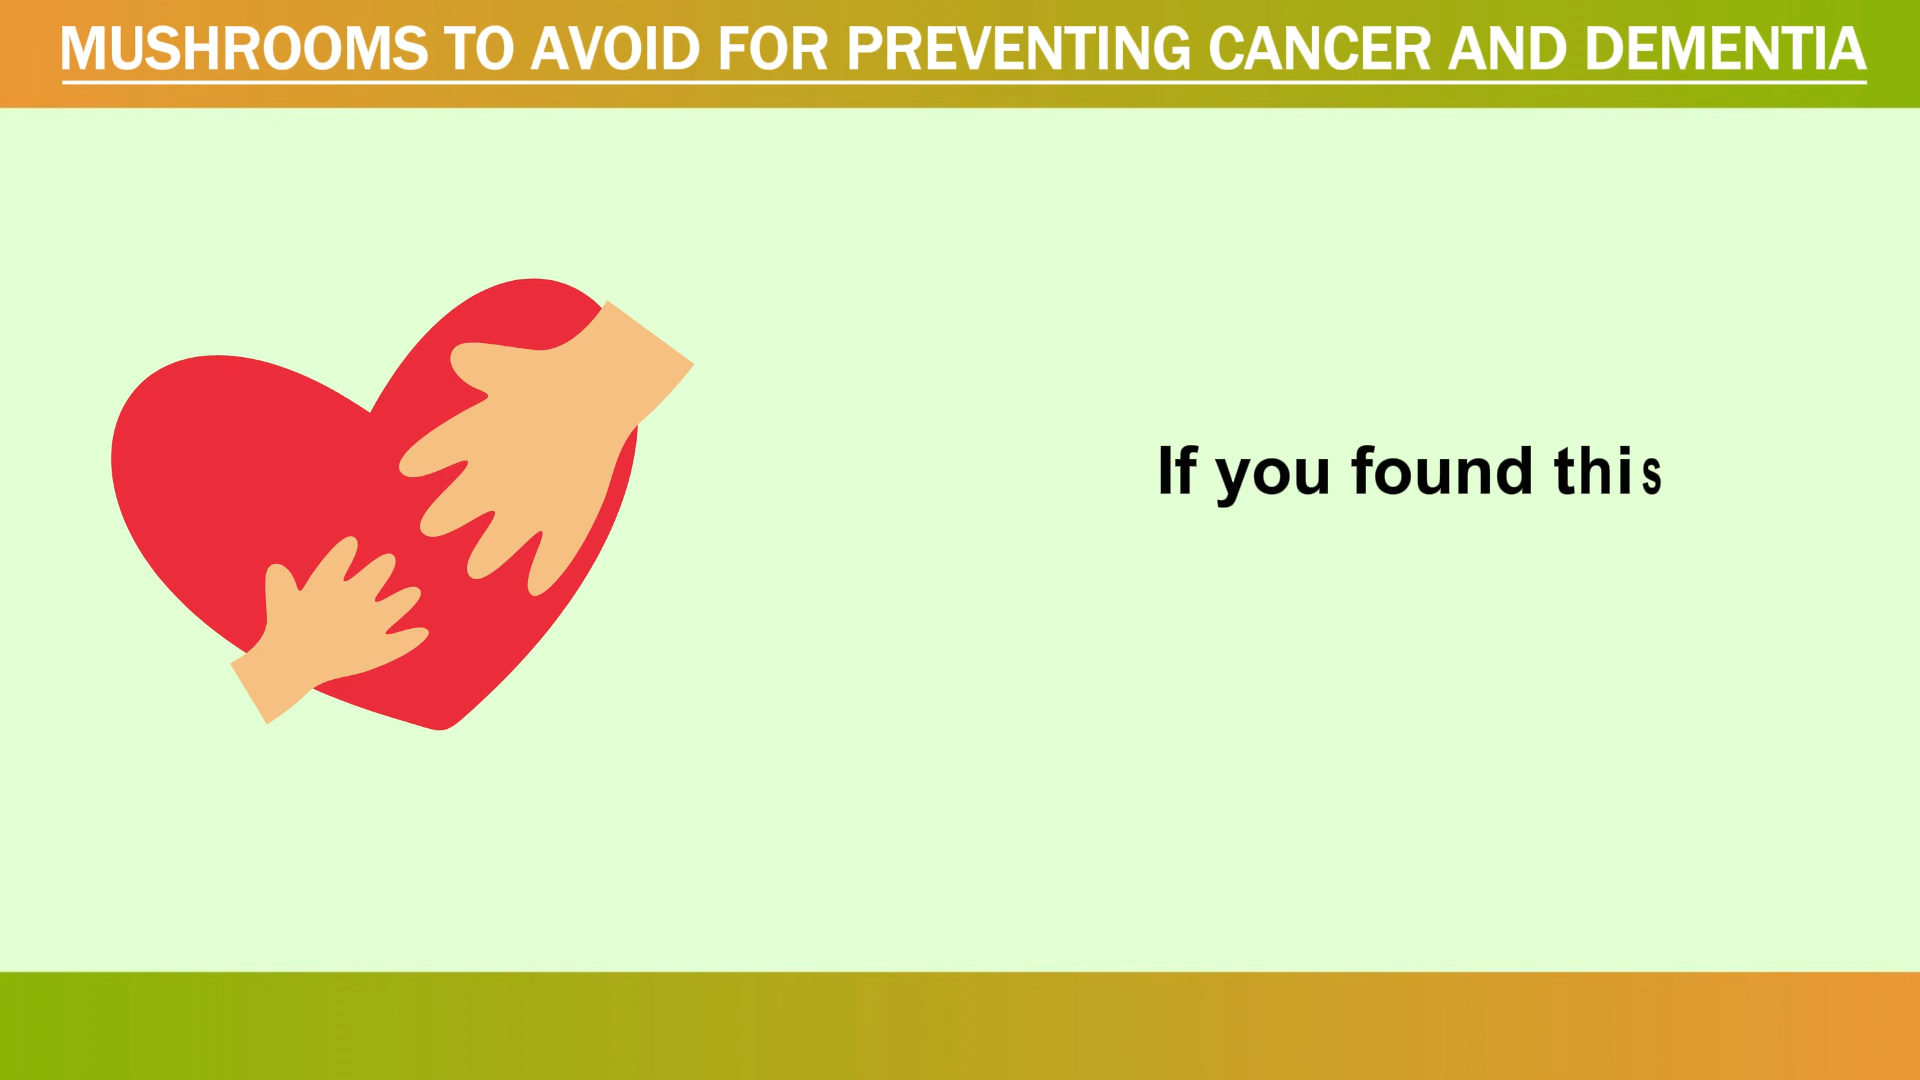 MUSHROOMS TO AVOID FOR PREVENTING CANCER AND DEMENTIA
If you found this